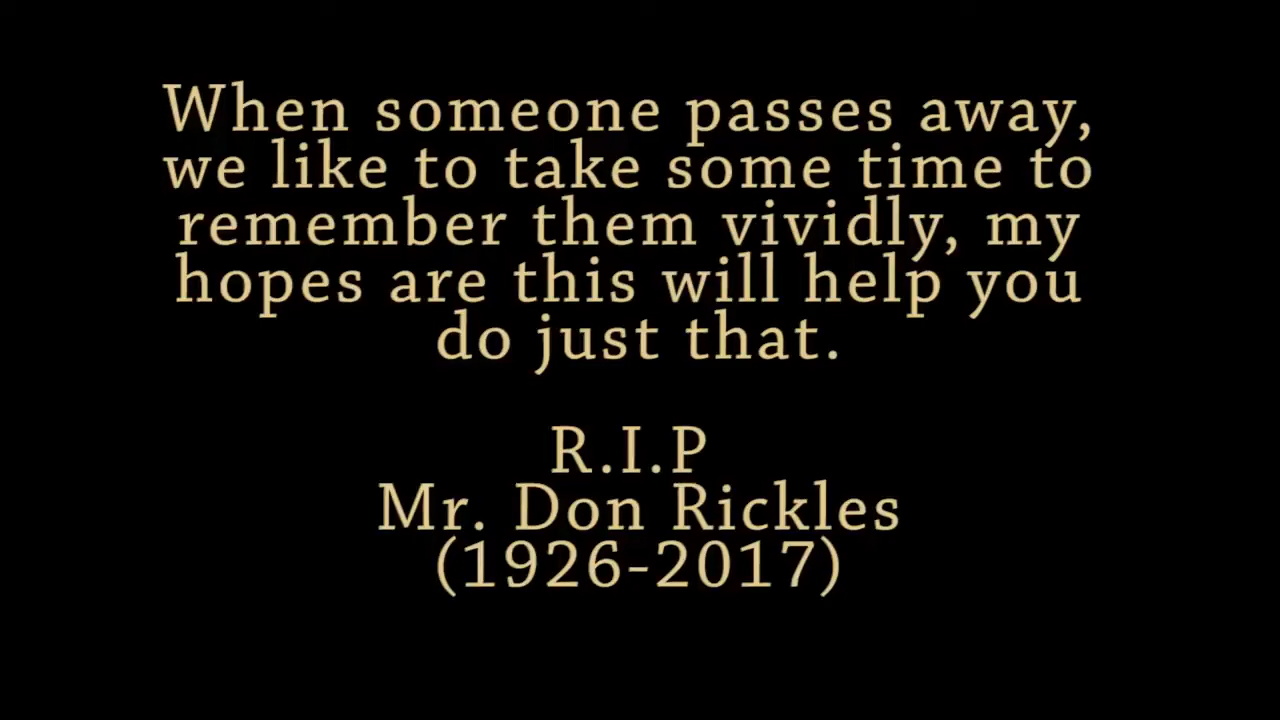 When someone passes away,
we like to take some time to
remember them vividly, my
hopes are this will help you
do just that.
R.I.P
Mr. Don Rickles
(1926-2017)